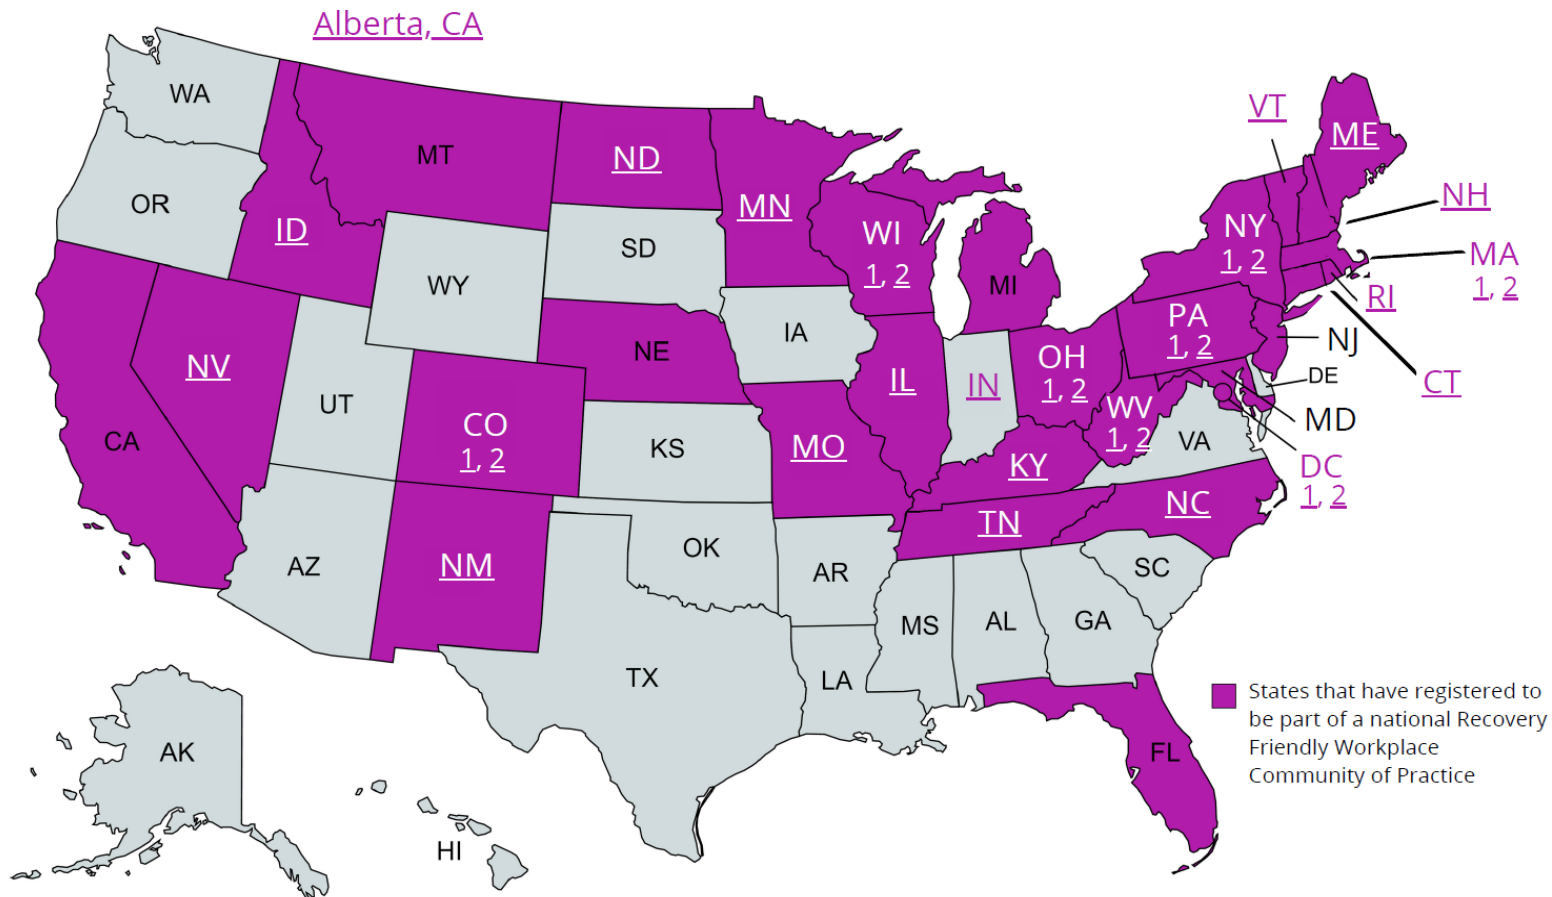 Alberta, CA
WA
VT
ME
MT
ND
NH
OR
ID
MN
WI
1, 2
NY
1, 2
MA
1, 2
SD
WY
MI
RI
IA
PA
1, 2
NJ
NV
NE
OH
1, 2
IL
IN
DE
CT
UT
WV
1, 2
MD
CA
CO
1, 2
KS
MO
KY
VA
DC
1, 2
TN
NC
AZ
NM
OK
AR
SC
MS
AL
GA
TX
LA
AK
FL
HI
States that have registered to
be part of a national Recovery
Friendly Workplace
Community of Practice